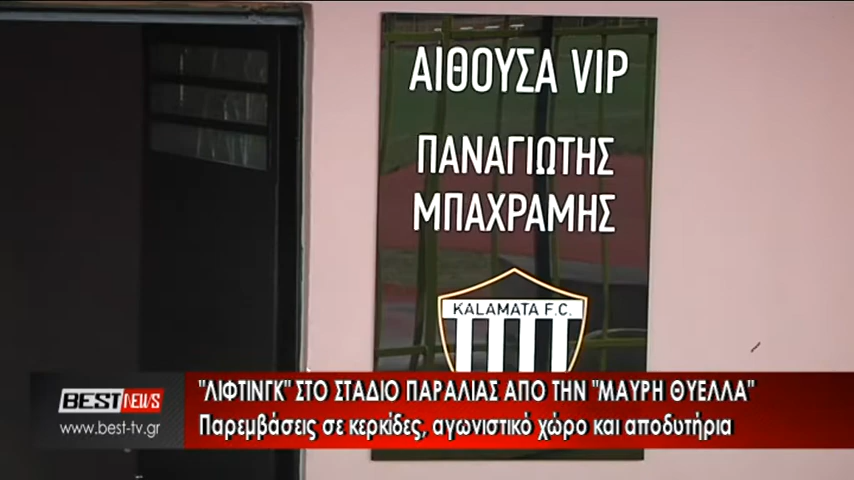 ΑΙΘΟΥΣΑ VIP
ΠΑΝΑΓΙΩΤΗΣ
ΜΠΑΧΡΑΜΗΣ
KALAMATA F.C.
BEST NEWS
www.best-tv.gr
"ΛΙΦΤΙΝΓΚ" ΣΤΟ ΣΤΑΔΙΟ ΠΑΡΑΛΙΑΣ ΑΠΟ ΤΗΝ "ΜΑΥΡΗ ΘΥΕΛΛΑ"
Παρεμβάσεις σε κερκίδες, αγωνιστικό χώρο και αποδυτήρια